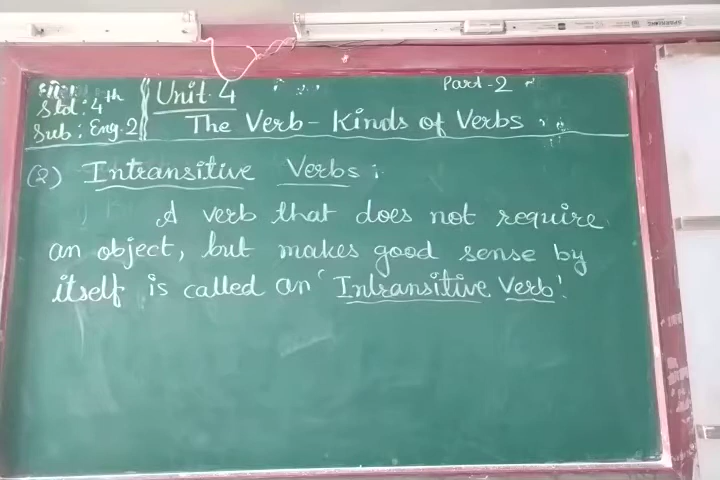 Std: 4th
Sub: Eng.2
Unit. 4
Part-2
The Verb - Kinds of Verbs
(2) Intransitive Verbs:
A verb that does not require
an object, but makes good sense by
itself is called an 'Intransitive Verb'.